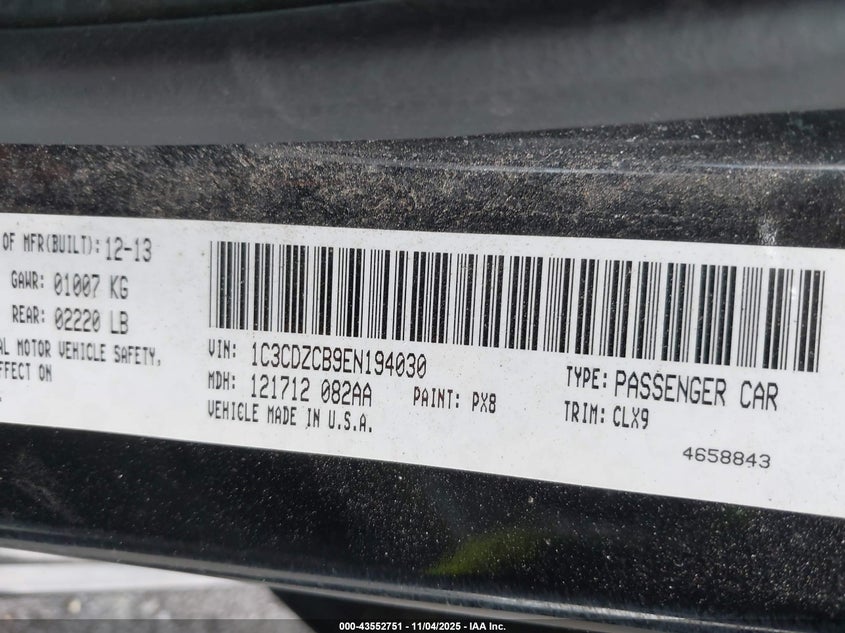 OF MFR(BUILT): 12-13
GAWR: 01007 KG
REAR: 02220 LB
MOTOR VEHICLE SAFETY,
EFFECT ON
VIN: 1C3CDZCB9EN194030
MDH: 121712 082AA PAINT: PX8
VEHICLE MADE IN U.S.A.
TYPE: PASSENGER CAR
TRIM: CLX9
4658843
000-43552751 - 11/04/2025 - IAA Inc.